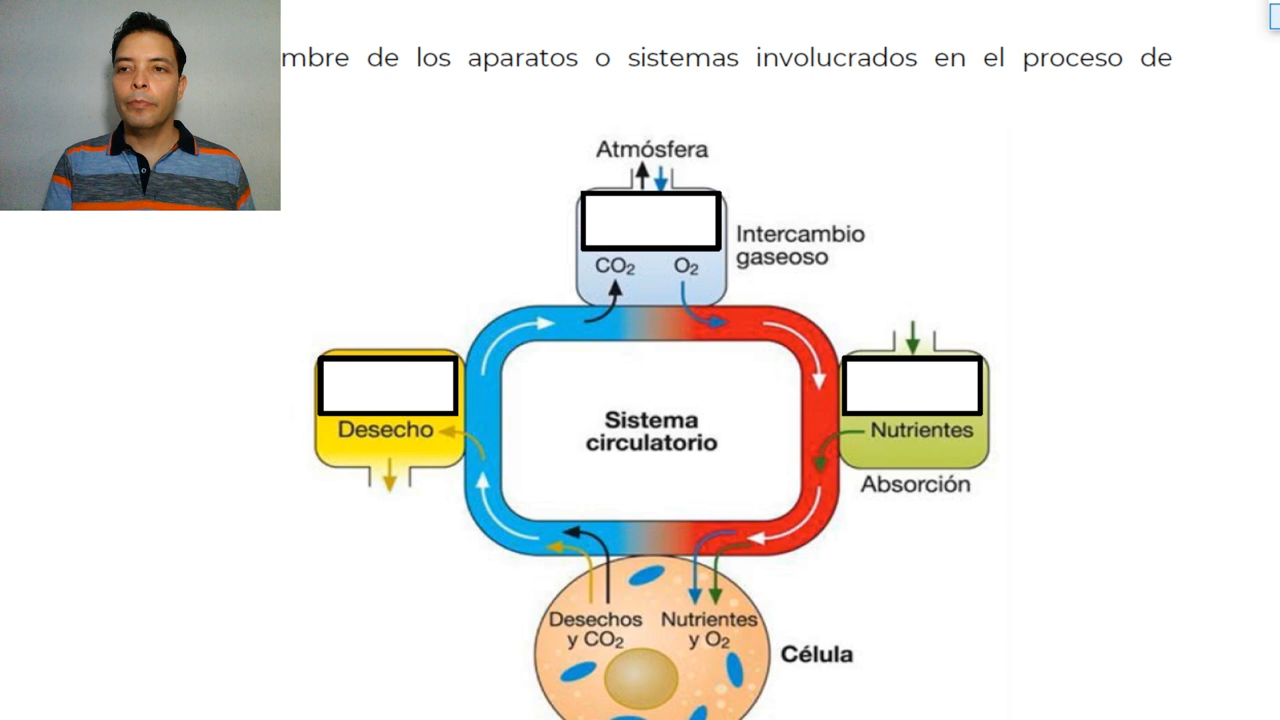 mbre de los aparatos o sistemas involucrados en el proceso de
Atmósfera
Intercambio
gaseoso
CO₂ O₂
Sistema
circulatorio
Desecho
Nutrientes
Absorción
Desechos
y CO₂
Nutrientes
y O₂
Célula